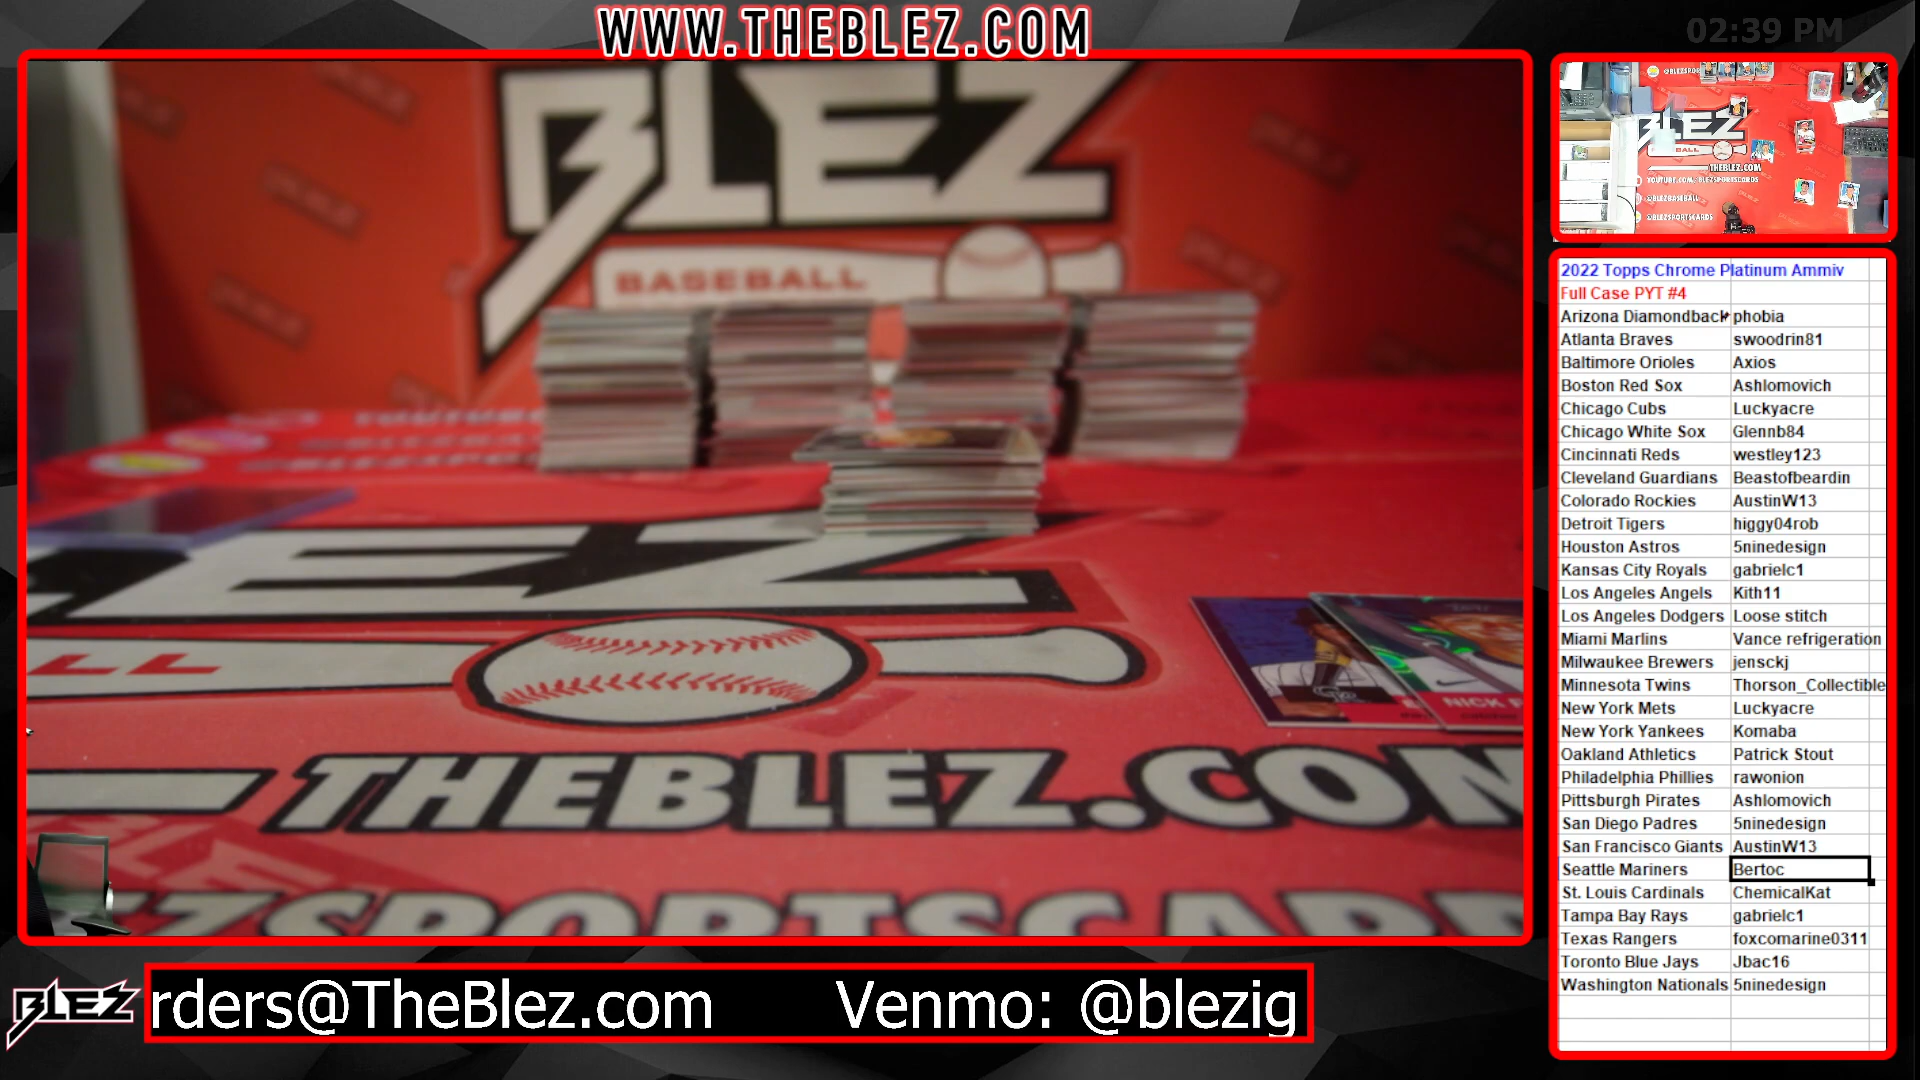 WWW.THEBLEZ.COM
02:39 PM
BLEZ
BASEBALL
THEBLEZ.COM
NICK
2022 Topps Chrome Platinum Ammiv
Full Case PYT #4
Arizona Diamondback phobia
Atlanta Braves swoodrin81
Baltimore Orioles Axios
Boston Red Sox Ashlomovich
Chicago Cubs Luckyacre
Chicago White Sox Glennb84
Cincinnati Reds westley123
Cleveland Guardians Beastofbeardin
Colorado Rockies AustinW13
Detroit Tigers higgy04rob
Houston Astros 5ninedesign
Kansas City Royals gabrielc1
Los Angeles Angels Kith11
Los Angeles Dodgers Loose stitch
Miami Marlins Vance refrigeration
Milwaukee Brewers jensckj
Minnesota Twins Thorson_Collectible
New York Mets Luckyacre
New York Yankees Komaba
Oakland Athletics Patrick Stout
Philadelphia Phillies rawonion
Pittsburgh Pirates Ashlomovich
San Diego Padres 5ninedesign
San Francisco Giants AustinW13
Seattle Mariners Bertoc
St. Louis Cardinals ChemicalKat
Tampa Bay Rays gabrielc1
Texas Rangers foxcomarine0311
Toronto Blue Jays Jbac16
Washington Nationals 5ninedesign
BLEZ
rders@TheBlez.com Venmo: @blezig